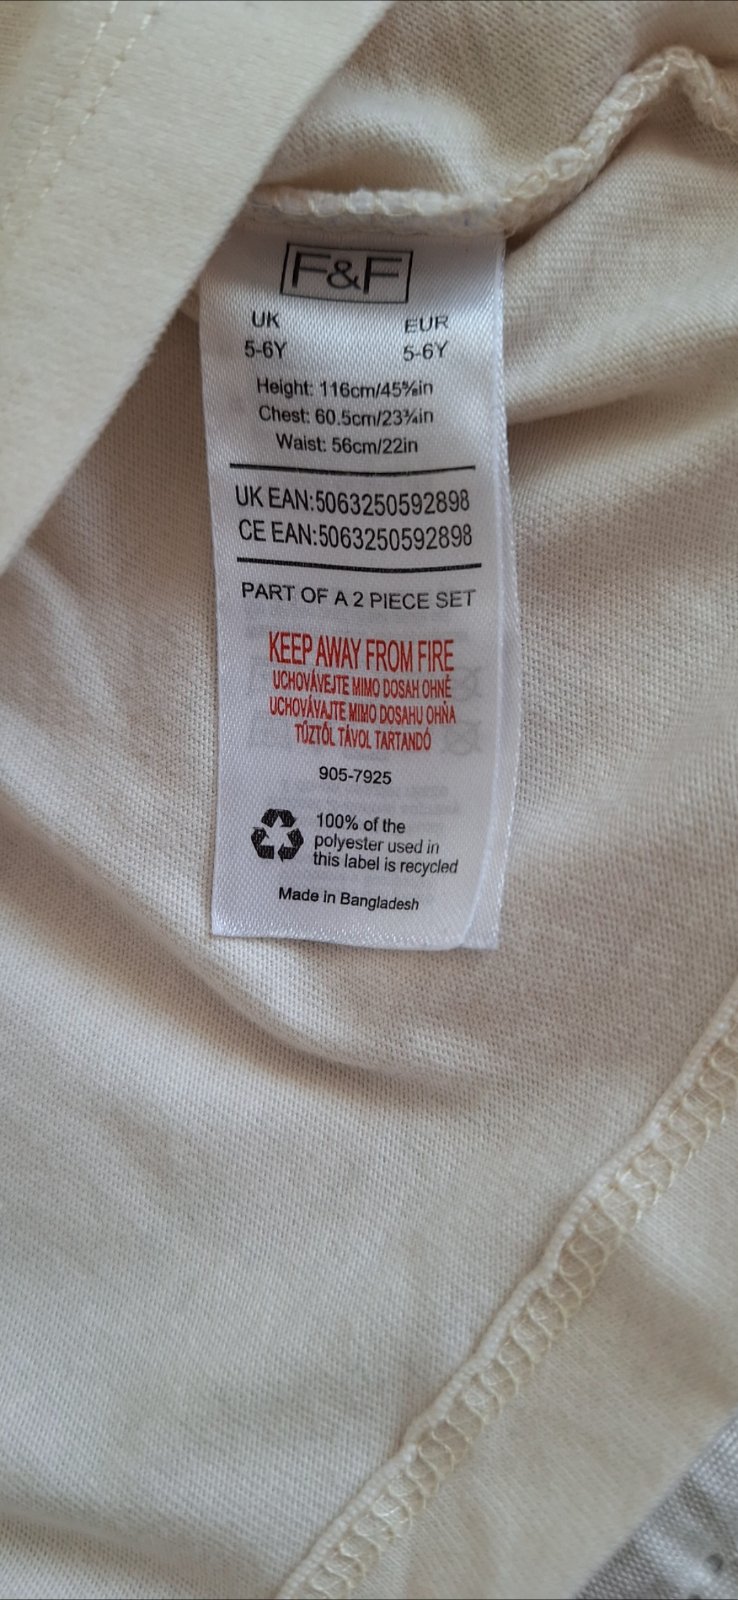 F&F
UK EUR
5-6Y 5-6Y
Height: 116cm/45⅝in
Chest: 60.5cm/23¾in
Waist: 56cm/22in
UK EAN:5063250592898
CE EAN:5063250592898
PART OF A 2 PIECE SET
KEEP AWAY FROM FIRE
UCHOVÁVEJTE MIMO DOSAH OHNĚ
UCHOVÁVAJTE MIMO DOSAHU OHŇA
TŰZTŐL TÁVOL TARTANDÓ
905-7925
100% of the
polyester used in
this label is recycled
Made in Bangladesh